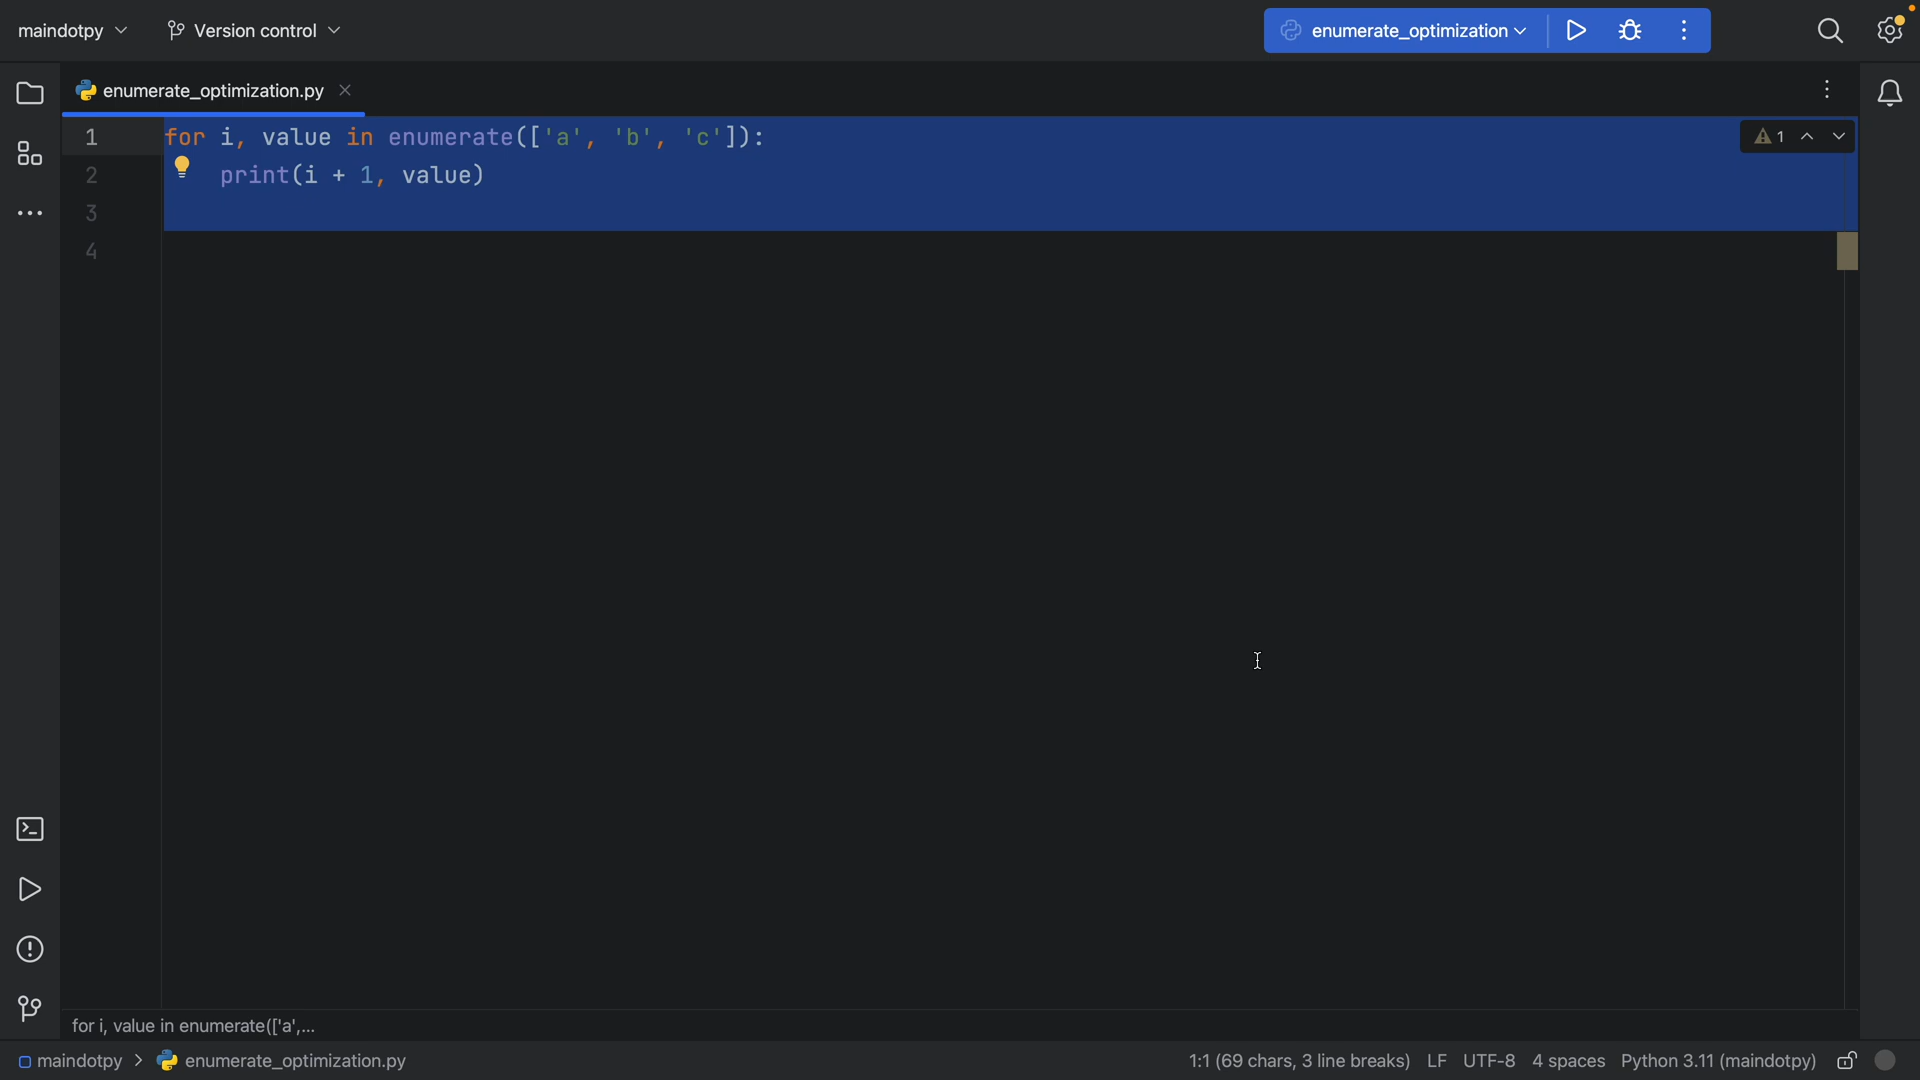 maindotpy Version control enumerate_optimization
enumerate_optimization.py
1 for i, value in enumerate(['a', 'b', 'c']): 1
2 print(i + 1, value)
3
4
for i, value in enumerate(['a',...
maindotpy > enumerate_optimization.py 1:1 (69 chars, 3 line breaks) LF UTF-8 4 spaces Python 3.11 (maindotpy)